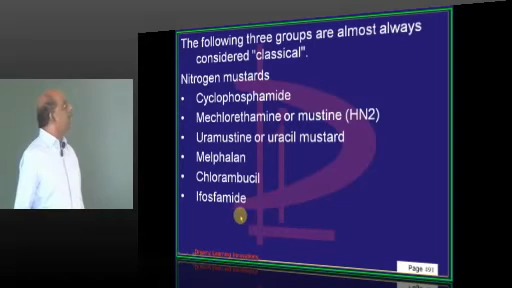 The following three groups are almost always
considered "classical".
Nitrogen mustards
• Cyclophosphamide
• Mechlorethamine or mustine (HN2)
• Uramustine or uracil mustard
• Melphalan
• Chlorambucil
• Ifosfamide
Page 491